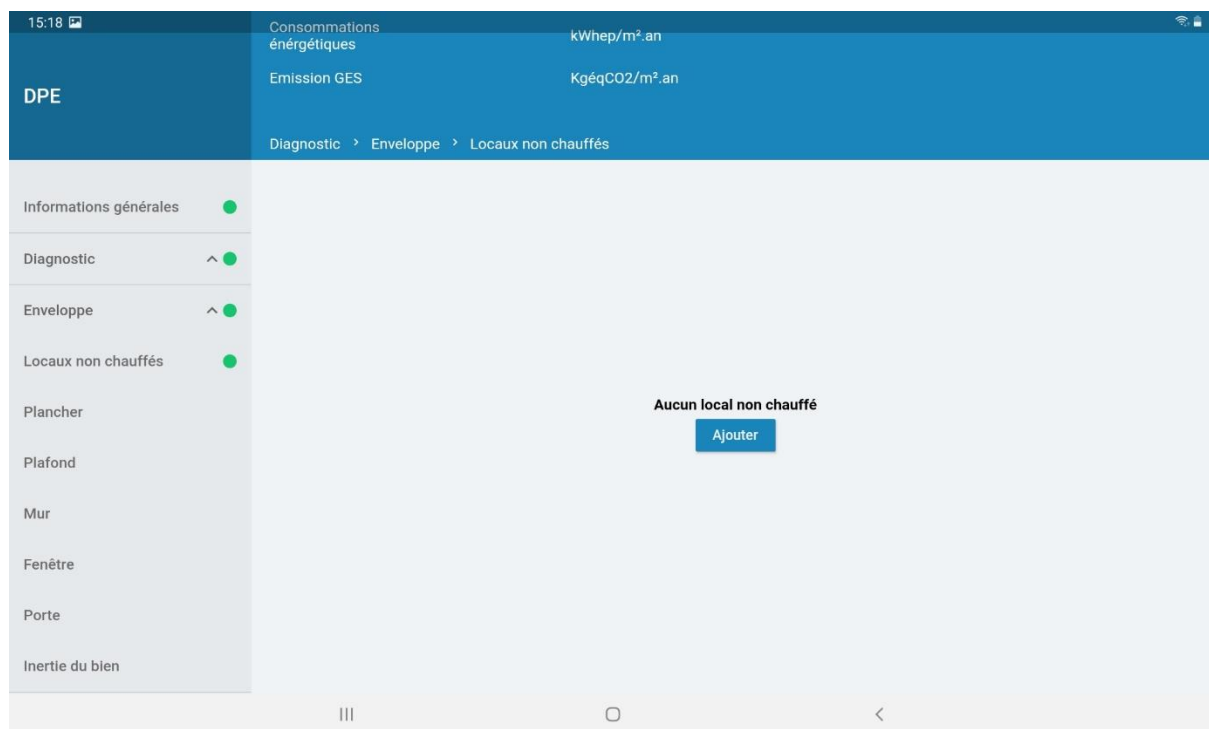 15:18
Consommations
énérgétiques
kWhep/m².an
DPE
Emission GES
KgéqCO2/m².an
Diagnostic > Enveloppe > Locaux non chauffés
Informations générales
Diagnostic
Enveloppe
Locaux non chauffés
Plancher
Plafond
Mur
Fenêtre
Porte
Inertie du bien
Aucun local non chauffé
Ajouter